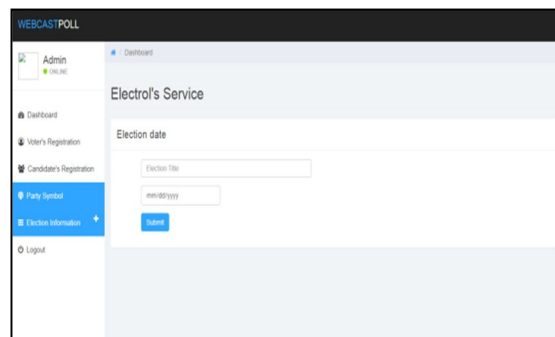 WEBCASTPOLL
Admin
ONLINE
Dashboard
Voter's Registration
Candidate's Registration
Party Symbol
Election Information +
Logout
/ Dashboard
Electrol's Service
Election date
Election Title
mm/dd/yyyy
Submit